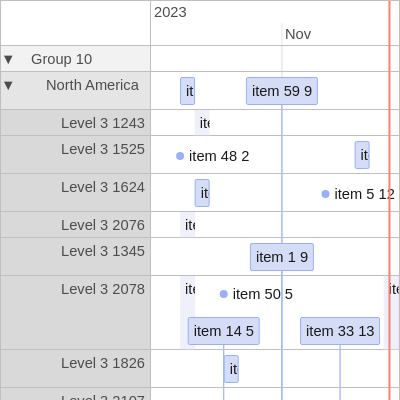 2023
Nov
▼ Group 10
▼ North America
it
item 59 9
Level 3 1243
ite
Level 3 1525
item 48 2
it
Level 3 1624
it
item 5 12
Level 3 2076
ite
Level 3 1345
item 1 9
Level 3 2078
ite
item 50 5
ite
item 14 5
item 33 13
Level 3 1826
it
Level 3 2107